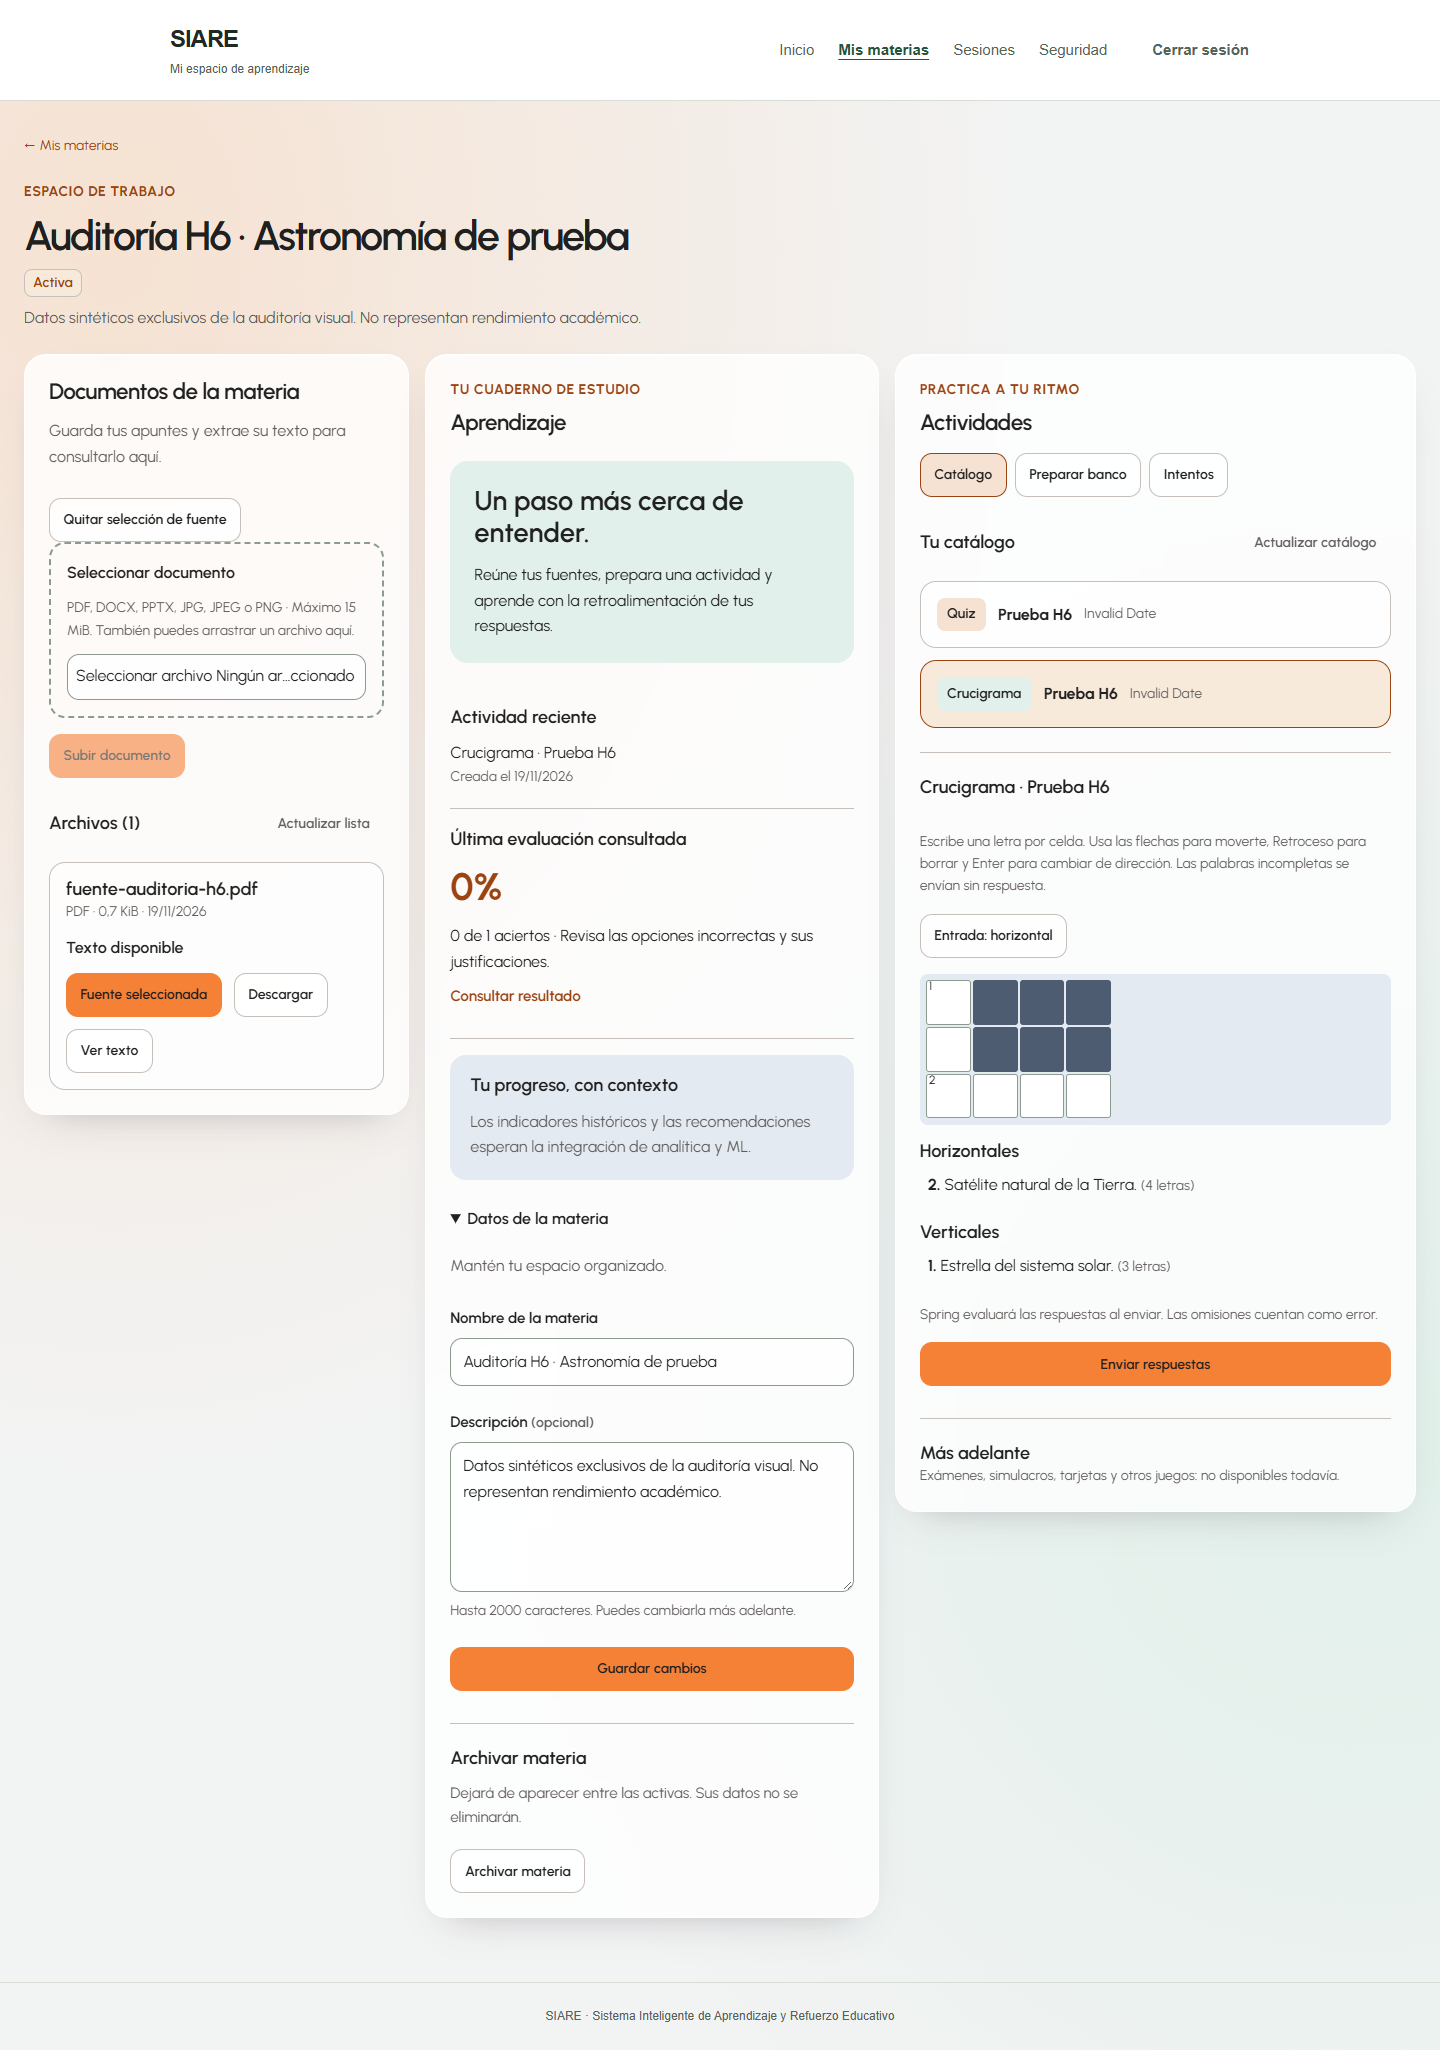 SIARE
Mi espacio de aprendizaje
Inicio
Mis materias
Sesiones
Seguridad
Cerrar sesión
← Mis materias
ESPACIO DE TRABAJO
Auditoría H6 · Astronomía de prueba
Activa
Datos sintéticos exclusivos de la auditoría visual. No representan rendimiento académico.
Documentos de la materia
Guarda tus apuntes y extrae su texto para
consultarlo aquí.
Quitar selección de fuente
Seleccionar documento
PDF, DOCX, PPTX, JPG, JPEG o PNG · Máximo 15
MiB. También puedes arrastrar un archivo aquí.
Seleccionar archivo Ningún ar...ccionado
Subir documento
Archivos (1)
Actualizar lista
fuente-auditoria-h6.pdf
PDF · 0,7 KiB · 19/11/2026
Texto disponible
Fuente seleccionada
Descargar
Ver texto
TU CUADERNO DE ESTUDIO
Aprendizaje
Un paso más cerca de
entender.
Reúne tus fuentes, prepara una actividad y
aprende con la retroalimentación de tus
respuestas.
Actividad reciente
Crucigrama · Prueba H6
Creada el 19/11/2026
Última evaluación consultada
0%
0 de 1 aciertos · Revisa las opciones incorrectas y sus
justificaciones.
Consultar resultado
Tu progreso, con contexto
Los indicadores históricos y las recomendaciones
esperan la integración de analítica y ML.
▼ Datos de la materia
Mantén tu espacio organizado.
Nombre de la materia
Auditoría H6 · Astronomía de prueba
Descripción (opcional)
Datos sintéticos exclusivos de la auditoría visual. No
representan rendimiento académico.
Hasta 2000 caracteres. Puedes cambiarla más adelante.
Guardar cambios
Archivar materia
Dejará de aparecer entre las activas. Sus datos no se
eliminarán.
Archivar materia
PRACTICA A TU RITMO
Actividades
Catálogo
Preparar banco
Intentos
Tu catálogo
Actualizar catálogo
Quiz Prueba H6 Invalid Date
Crucigrama Prueba H6 Invalid Date
Crucigrama · Prueba H6
Escribe una letra por celda. Usa las flechas para moverte, Retroceso para
borrar y Enter para cambiar de dirección. Las palabras incompletas se
envían sin respuesta.
Entrada: horizontal
1
2
Horizontales
2. Satélite natural de la Tierra. (4 letras)
Verticales
1. Estrella del sistema solar. (3 letras)
Spring evaluará las respuestas al enviar. Las omisiones cuentan como error.
Enviar respuestas
Más adelante
Exámenes, simulacros, tarjetas y otros juegos: no disponibles todavía.
SIARE · Sistema Inteligente de Aprendizaje y Refuerzo Educativo